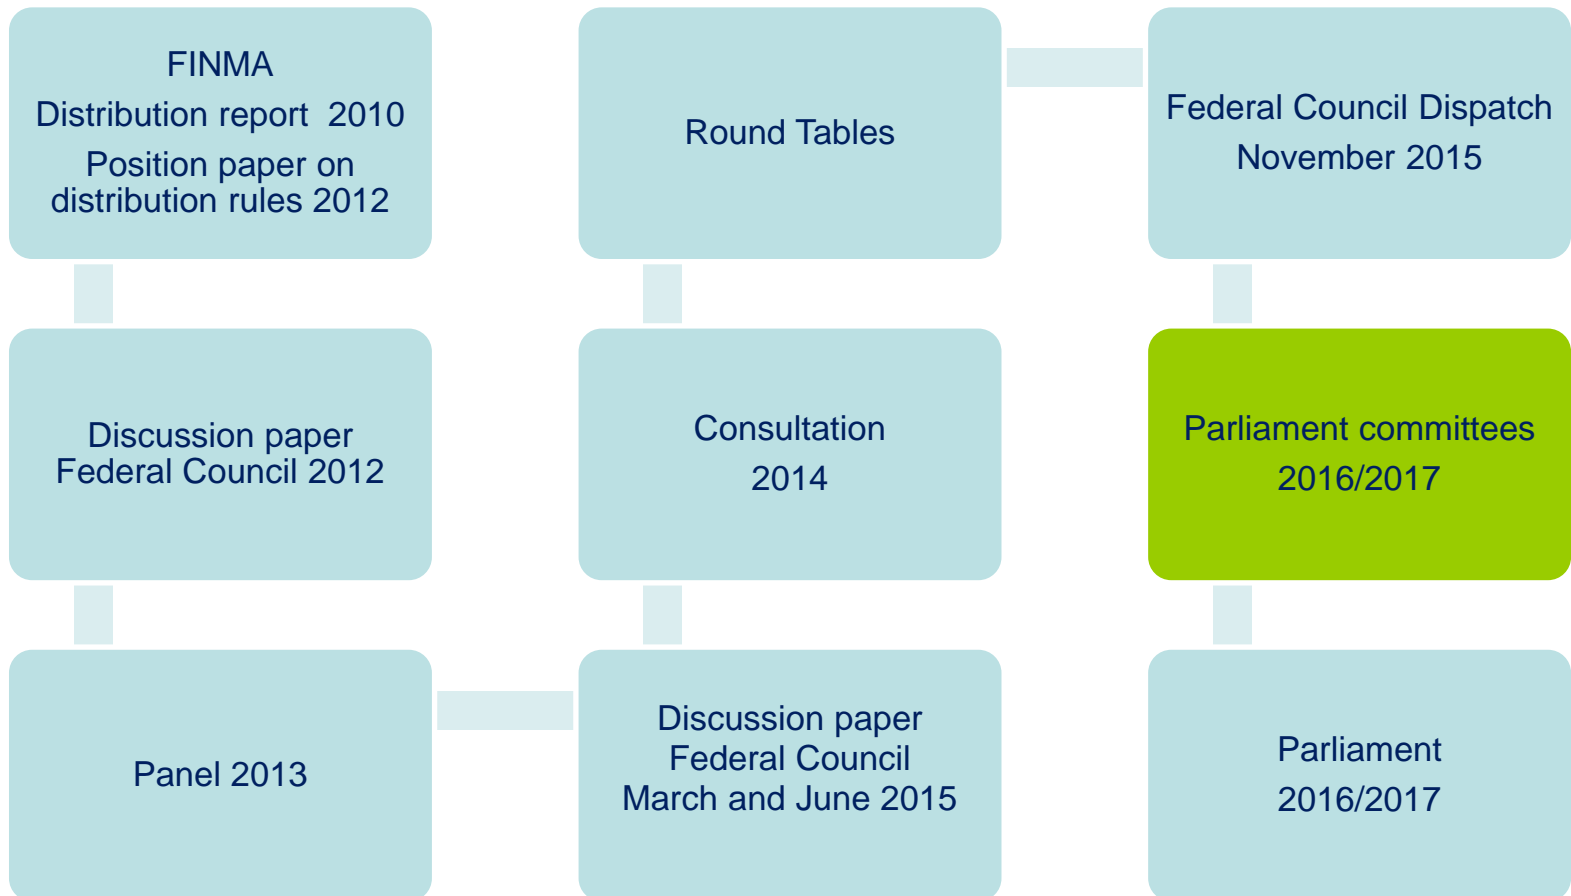 FINMA
Distribution report 2010
Position paper on
distribution rules 2012
Discussion paper
Federal Council 2012
Panel 2013
Discussion paper
Federal Council
March and June 2015
Consultation
2014
Round Tables
Federal Council Dispatch
November 2015
Parliament committees
2016/2017
Parliament
2016/2017